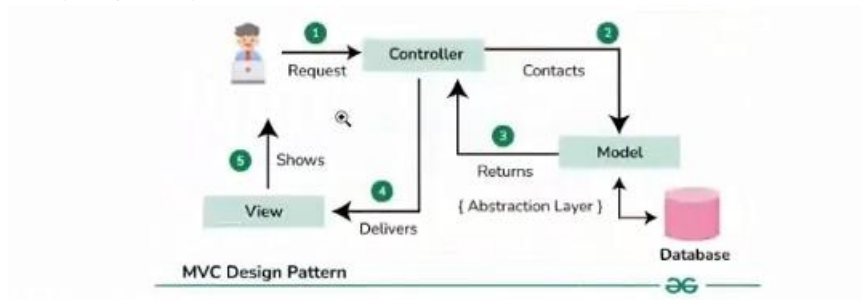 1
Request
Controller
2
Contacts
3
Returns
Model
{ Abstraction Layer }
Database
4
Delivers
View
5
Shows
MVC Design Pattern